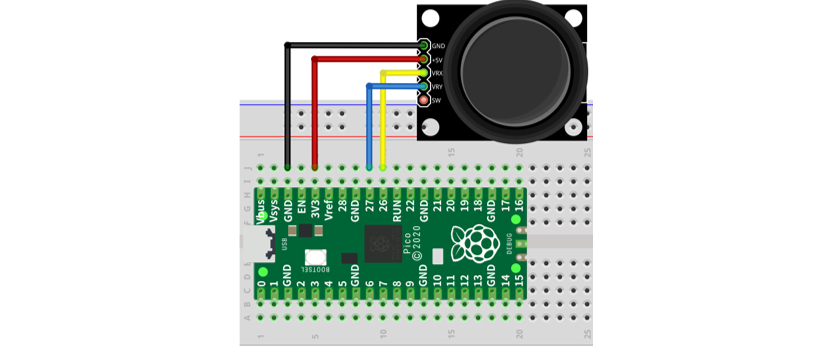 GND
+5V
VRX
VRY
SW
1 15 20 25
J
I
H
G
F
Vbus Vsys GND EN 3V3 Vref 28 GND 27 26 RUN 22 GND 21 20 19 18 GND 17 16
USB
BOOTSEL
Pico
©2020
DEBUG
0 1 GND 2 3 4 5 GND 6 7 8 9 GND 10 11 12 13 GND 14 15
E
D
C
B
A
1 5 10 15 20 25